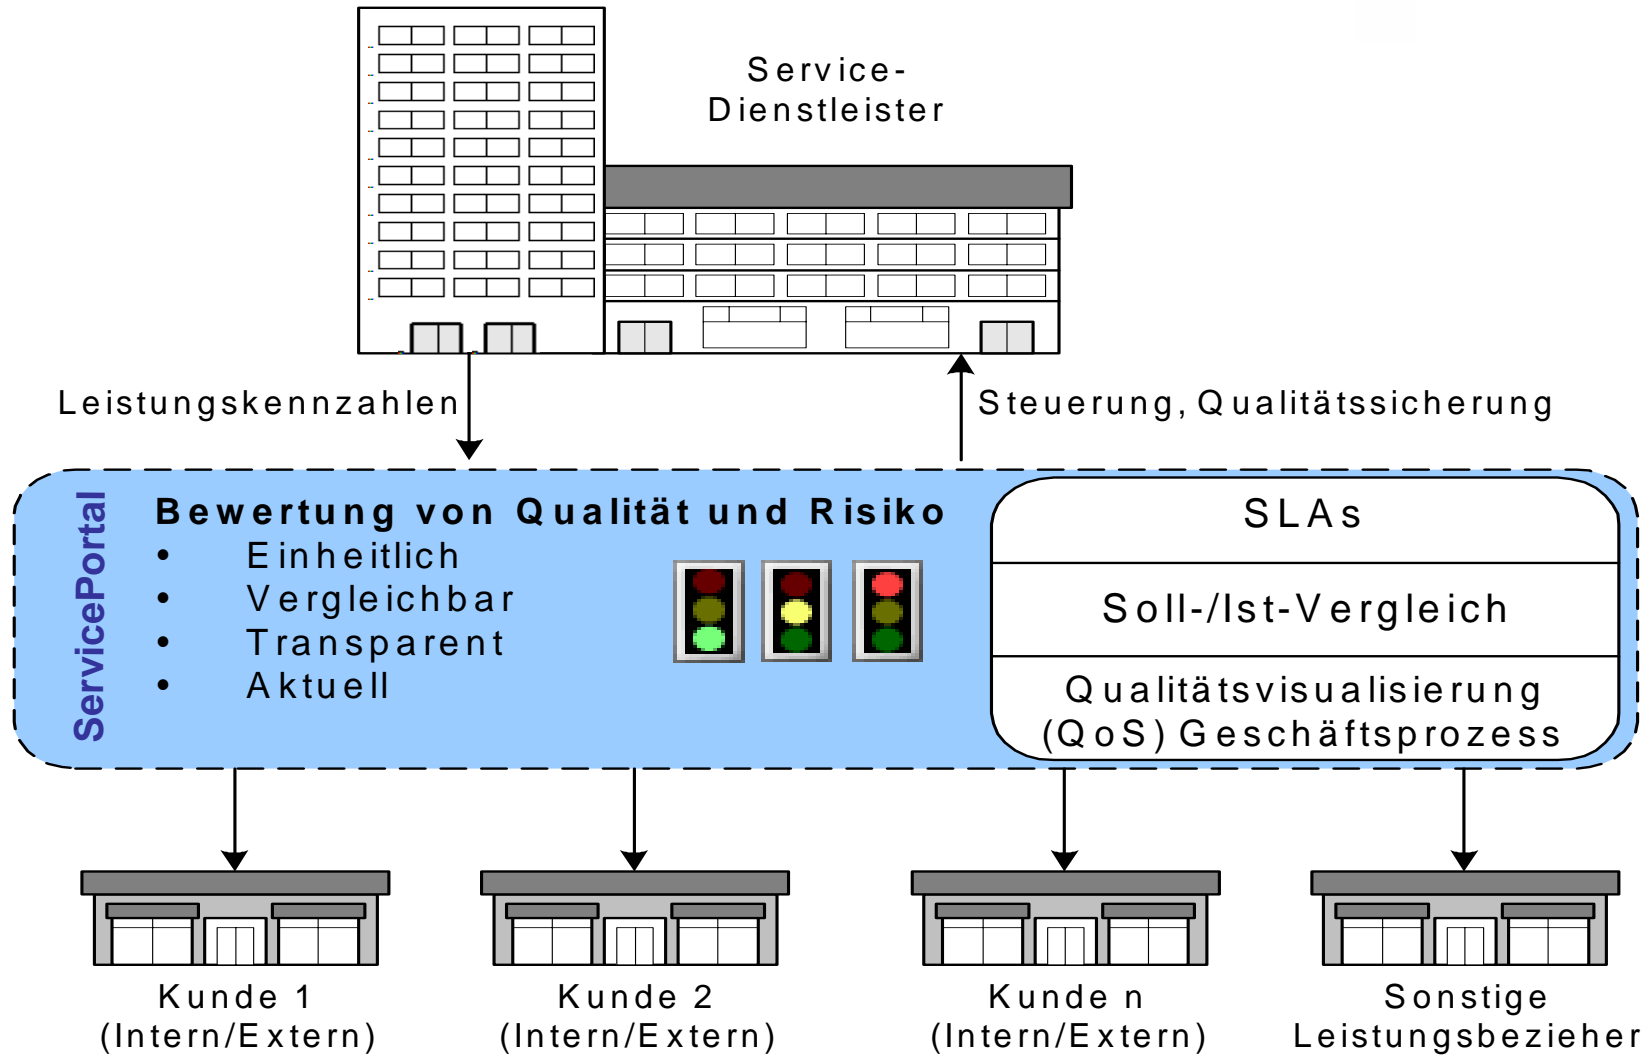 Service-
Dienstleister
Leistungskennzahlen
Steuerung, Qualitätssicherung
ServicePortal
Bewertung von Qualität und Risiko
• Einheitlich
• Vergleichbar
• Transparent
• Aktuell
SLAs
Soll-/Ist-Vergleich
Qualitätsvisualisierung
(QoS) Geschäftsprozess
Kunde 1
(Intern/Extern)
Kunde 2
(Intern/Extern)
Kunde n
(Intern/Extern)
Sonstige
Leistungsbezieher